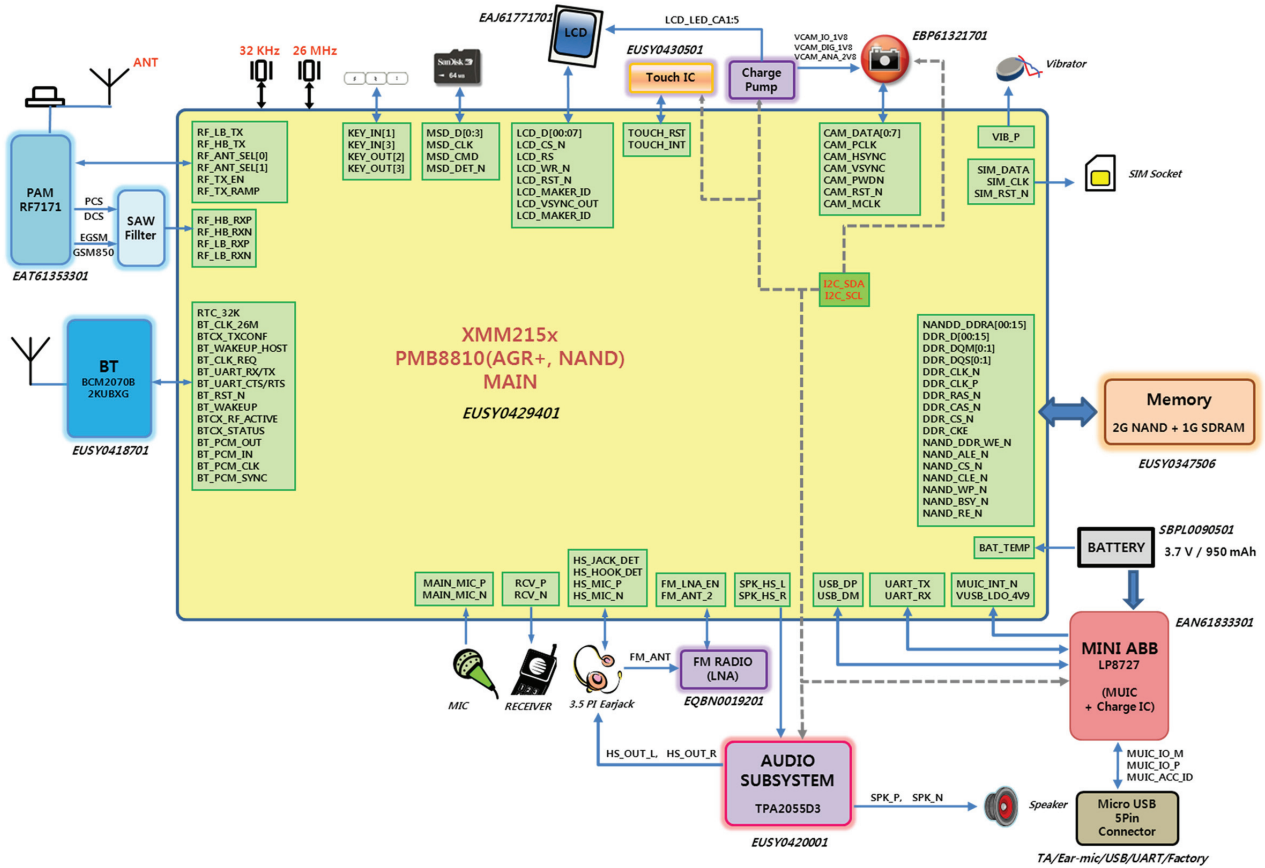 EAJ61771701
LCD
LCD_LED_CA1:5
EUSY0430501
Touch IC
Charge
Pump
VCAM_IO_1V8
VCAM_DIG_1V8
VCAM_ANA_2V8
EBP61321701
Vibrator
ANT
32 KHz
26 MHz
SanDisk
64 MB
RF_LB_TX
RF_HB_TX
RF_ANT_SEL[0]
RF_ANT_SEL[1]
RF_TX_EN
RF_TX_RAMP
KEY_IN[1]
KEY_IN[3]
KEY_OUT[2]
KEY_OUT[3]
MSD_D[0:3]
MSD_CLK
MSD_CMD
MSD_DET_N
LCD_D[00:07]
LCD_CS_N
LCD_RS
LCD_WR_N
LCD_RST_N
LCD_MAKER_ID
LCD_VSYNC_OUT
LCD_MAKER_ID
TOUCH_RST
TOUCH_INT
CAM_DATA[0:7]
CAM_PCLK
CAM_HSYNC
CAM_VSYNC
CAM_PWDN
CAM_RST_N
CAM_MCLK
VIB_P
SIM_DATA
SIM_CLK
SIM_RST_N
SIM Socket
PAM
RF7171
PCS
DCS
EGSM
GSM850
SAW
Filter
EAT61353301
RF_HB_RXP
RF_HB_RXN
RF_LB_RXP
RF_LB_RXN
I2C_SDA
I2C_SCL
BT
BCM2070B
2KUBXG
EUSY0418701
RTC_32K
BT_CLK_26M
BTCX_TXCONF
BT_WAKEUP_HOST
BT_CLK_REQ
BT_UART_RX/TX
BT_UART_CTS/RTS
BT_RST_N
BT_WAKEUP
BTCX_RF_ACTIVE
BTCX_STATUS
BT_PCM_OUT
BT_PCM_IN
BT_PCM_CLK
BT_PCM_SYNC
XMM215x
PMB8810(AGR+, NAND)
MAIN
EUSY0429401
NANDD_DDRA[00:15]
DDR_D[00:15]
DDR_DQM[0:1]
DDR_DQS[0:1]
DDR_CLK_N
DDR_CLK_P
DDR_RAS_N
DDR_CAS_N
DDR_CS_N
DDR_CKE
NAND_DDR_WE_N
NAND_ALE_N
NAND_CS_N
NAND_CLE_N
NAND_WP_N
NAND_BSY_N
NAND_RE_N
Memory
2G NAND + 1G SDRAM
EUSY0347506
BAT_TEMP
BATTERY
SBPL0090501
3.7 V / 950 mAh
MAIN_MIC_P
MAIN_MIC_N
RCV_P
RCV_N
HS_JACK_DET
HS_HOOK_DET
HS_MIC_P
HS_MIC_N
FM_LNA_EN
FM_ANT_2
SPK_HS_L
SPK_HS_R
USB_DP
USB_DM
UART_TX
UART_RX
MUIC_INT_N
VUSB_LDO_4V9
EAN61833301
MINI ABB
LP8727
(MUIC
+ Charge IC)
MIC
RECEIVER
3.5 PI Earjack
FM_ANT
FM RADIO
(LNA)
EQBN0019201
HS_OUT_L, HS_OUT_R
AUDIO
SUBSYSTEM
TPA2055D3
EUSY0420001
SPK_P, SPK_N
Speaker
MUIC_IO_M
MUIC_IO_P
MUIC_ACC_ID
Micro USB
5Pin
Connector
TA/Ear-mic/USB/UART/Factory